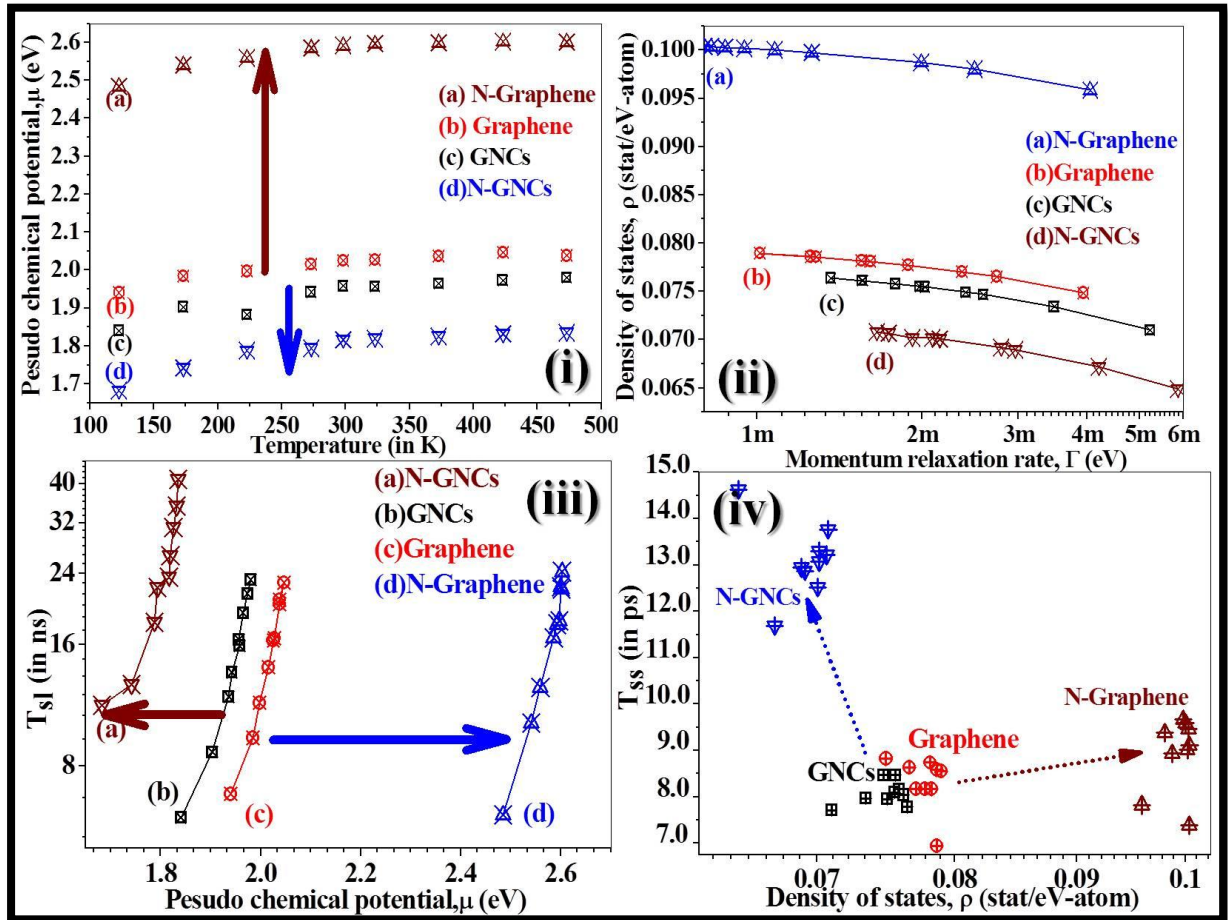 Pesudo chemical potential,μ (eV)
2.6
2.5
2.4
2.3
2.2
2.1
2.0
1.9
1.8
1.7
(a)
(b)
(c)
(d)
(a) N-Graphene
(b) Graphene
(c) GNCs
(d)N-GNCs
(i)
100 150 200 250 300 350 400 450 500
Temperature (in K)
Density of states, ρ (stat/eV-atom)
0.100
0.095
0.090
0.085
0.080
0.075
0.070
0.065
(a)
(b)
(c)
(d)
(a)N-Graphene
(b)Graphene
(c)GNCs
(d)N-GNCs
(ii)
1m 2m 3m 4m 5m 6m
Momentum relaxation rate, Γ (eV)
Tsl (in ns)
40
32
24
16
8
(a)N-GNCs
(b)GNCs
(c)Graphene
(d)N-Graphene
(iii)
(a)
(b)
(c)
(d)
1.8 2.0 2.2 2.4 2.6
Pesudo chemical potential,μ (eV)
Tss (in ps)
15.0
14.0
13.0
12.0
11.0
10.0
9.0
8.0
7.0
(iv)
N-GNCs
N-Graphene
Graphene
GNCs
0.07 0.08 0.09 0.1
Density of states, ρ (stat/eV-atom)